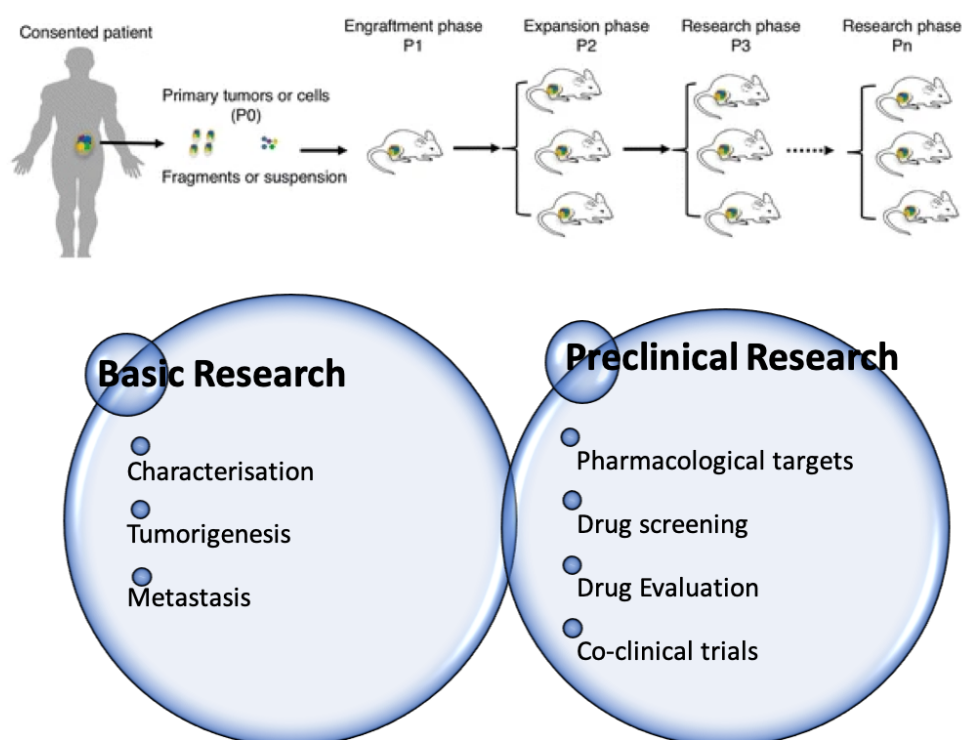 Consented patient
Primary tumors or cells
(P0)
Fragments or suspension
Engraftment phase
P1
Expansion phase
P2
Research phase
P3
Research phase
Pn
Basic Research
Characterisation
Tumorigenesis
Metastasis
Preclinical Research
Pharmacological targets
Drug screening
Drug Evaluation
Co-clinical trials